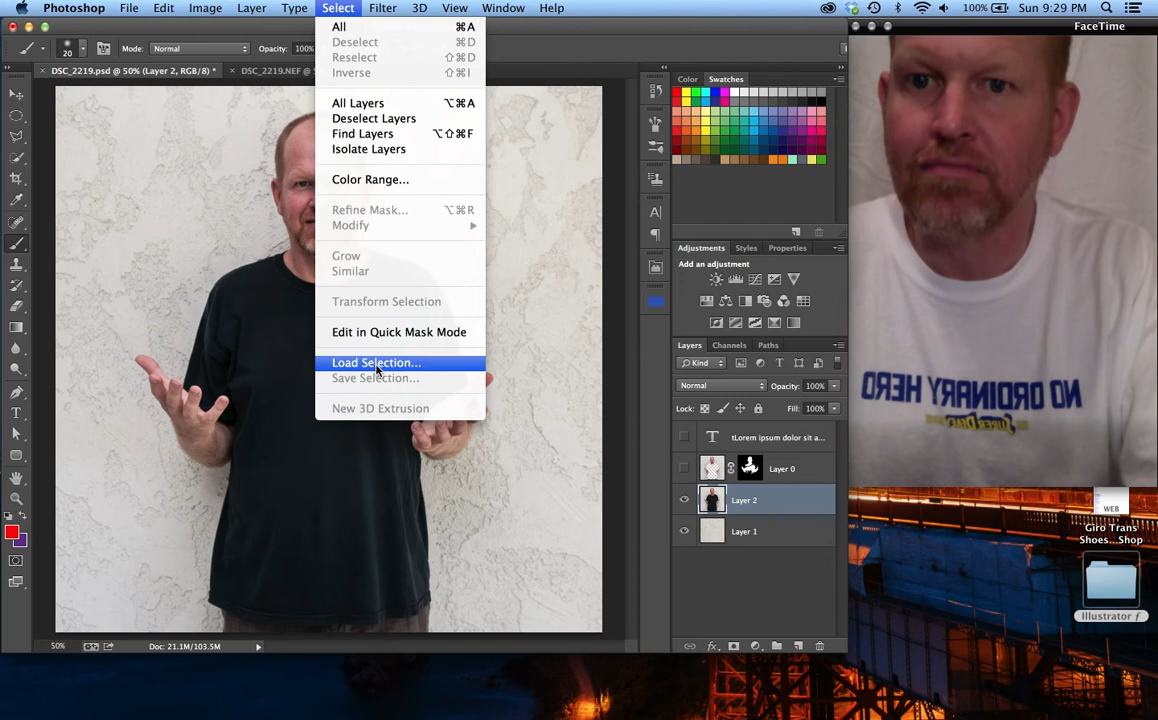 Photoshop File Edit Image Layer Type Select Filter 3D View Window Help 100% Sun 9:29 PM
20 Mode: Normal Opacity: 100%
FaceTime
DSC_2219.psd @ 50% (Layer 2, RGB/8) * DSC_2219.NEF @
All ⌘A
Deselect ⌘D
Reselect ⇧⌘D
Inverse ⇧⌘I
All Layers ⌥⌘A
Deselect Layers
Find Layers ⌥⇧⌘F
Isolate Layers
Color Range...
Refine Mask... ⌥⌘R
Modify
Grow
Similar
Transform Selection
Edit in Quick Mask Mode
Load Selection...
Save Selection...
New 3D Extrusion
Color Swatches
Adjustments Styles Properties
Add an adjustment
Layers Channels Paths
Kind
Normal Opacity: 100%
Lock: Fill: 100%
tLorem ipsum dolor sit a...
Layer 0
Layer 2
Layer 1
50% Doc: 21.1M/103.5M
NO ORDINARY HERO
WEB
Giro Trans
Shoes...Shop
Illustrator ƒ